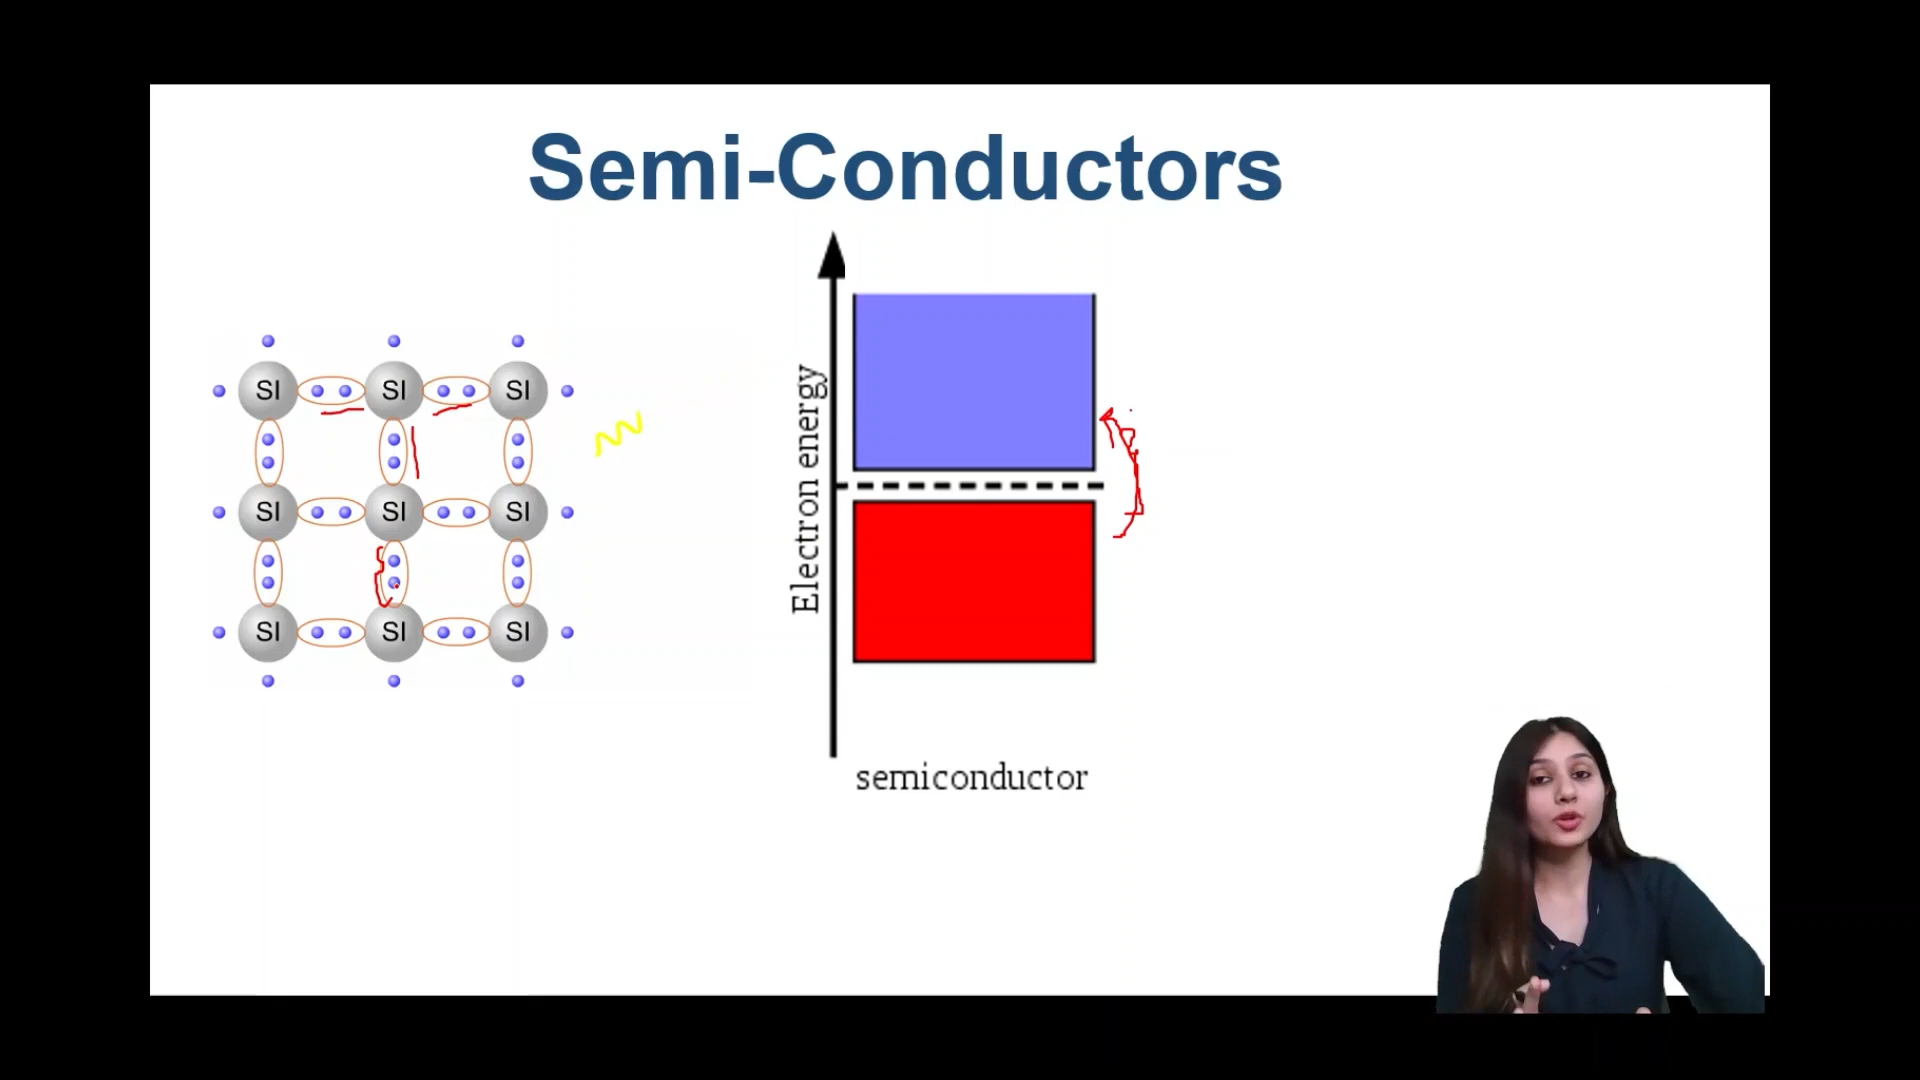 Semi-Conductors
SI SI SI
SI SI SI
SI SI SI
Electron energy
semiconductor